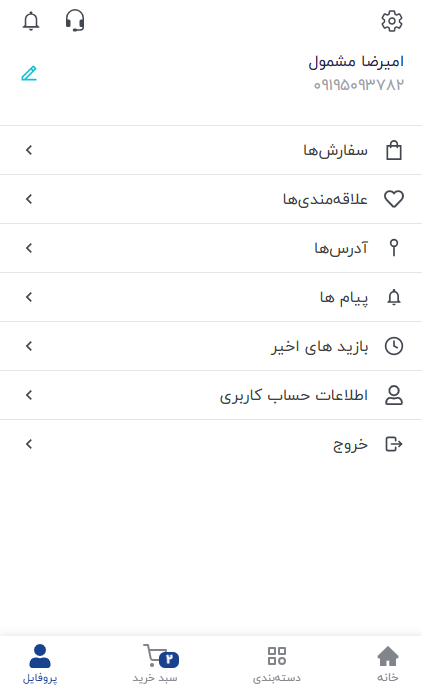 امیرضا مشمول
۰۹۱۹۵۰۹۳۷۸۲
سفارش‌ها
علاقه‌مندی‌ها
آدرس‌ها
پیام ها
بازید های اخیر
اطلاعات حساب کاربری
خروج
خانه
دسته‌بندی
۲
سبد خرید
پروفایل